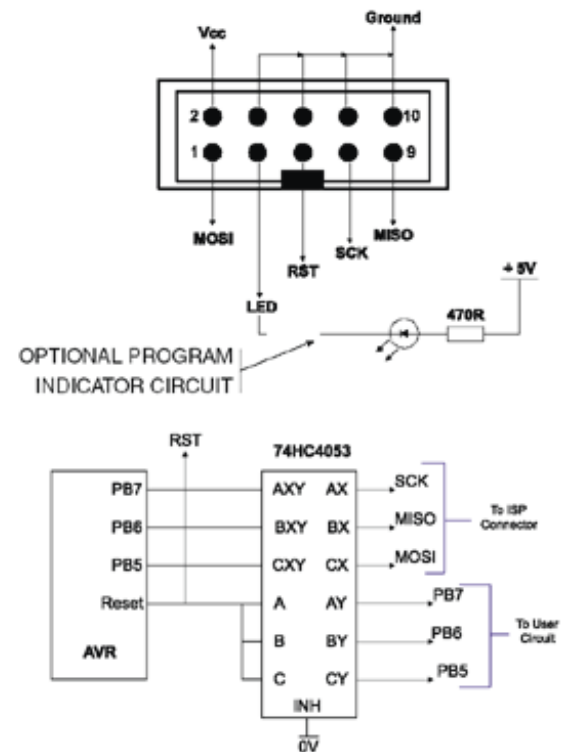 Ground
Vcc
2
10
1
9
MOSI
MISO
SCK
RST
LED
+ 5V
470R
OPTIONAL PROGRAM
INDICATOR CIRCUIT
RST
74HC4053
PB7
AXY
AX
SCK
PB6
BXY
BX
MISO
To ISP
Connector
PB5
CXY
CX
MOSI
Reset
A
AY
PB7
B
BY
PB6
To User
Circuit
AVR
C
CY
PB5
INH
0V